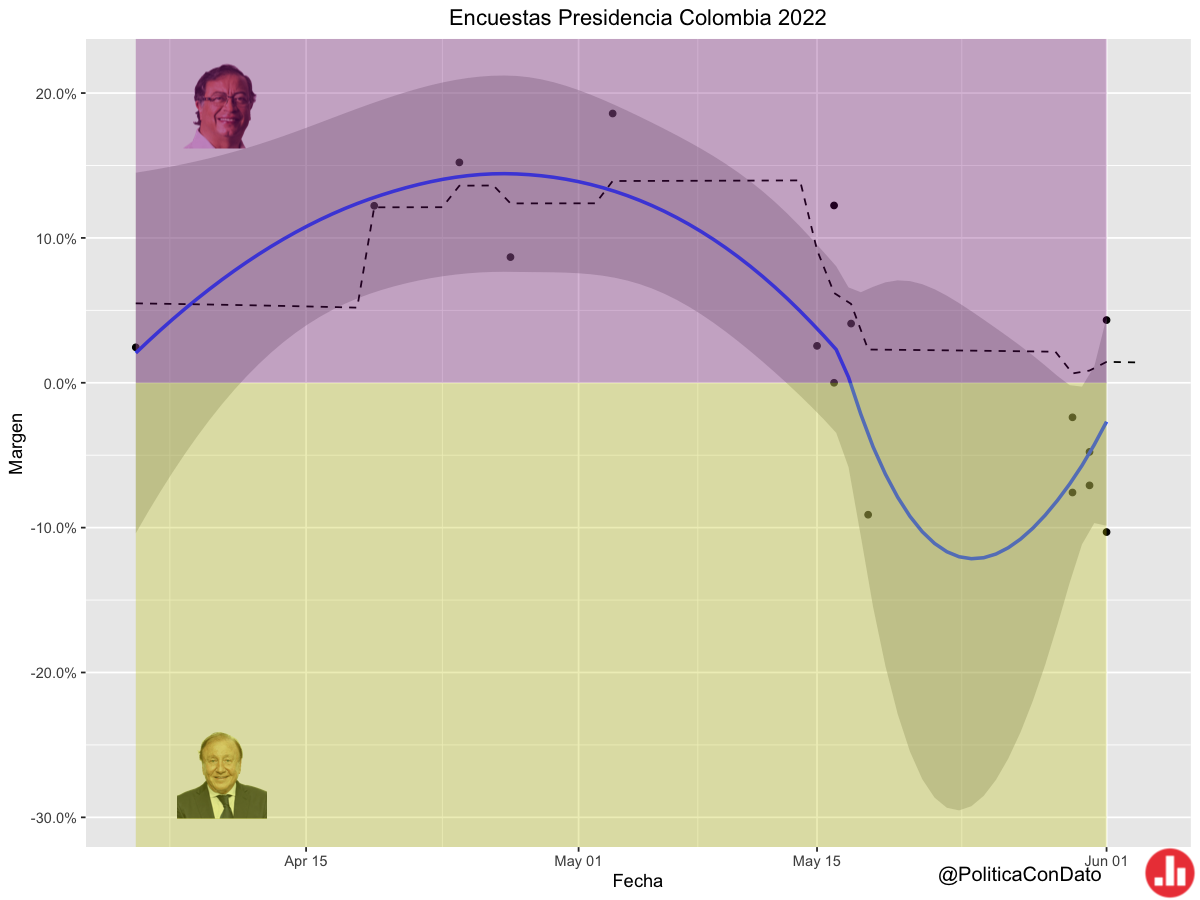 Encuestas Presidencia Colombia 2022
20.0%
10.0%
0.0%
-10.0%
-20.0%
-30.0%
Margen
Apr 15
May 01
May 15
Jun 01
Fecha
@PoliticaConDato